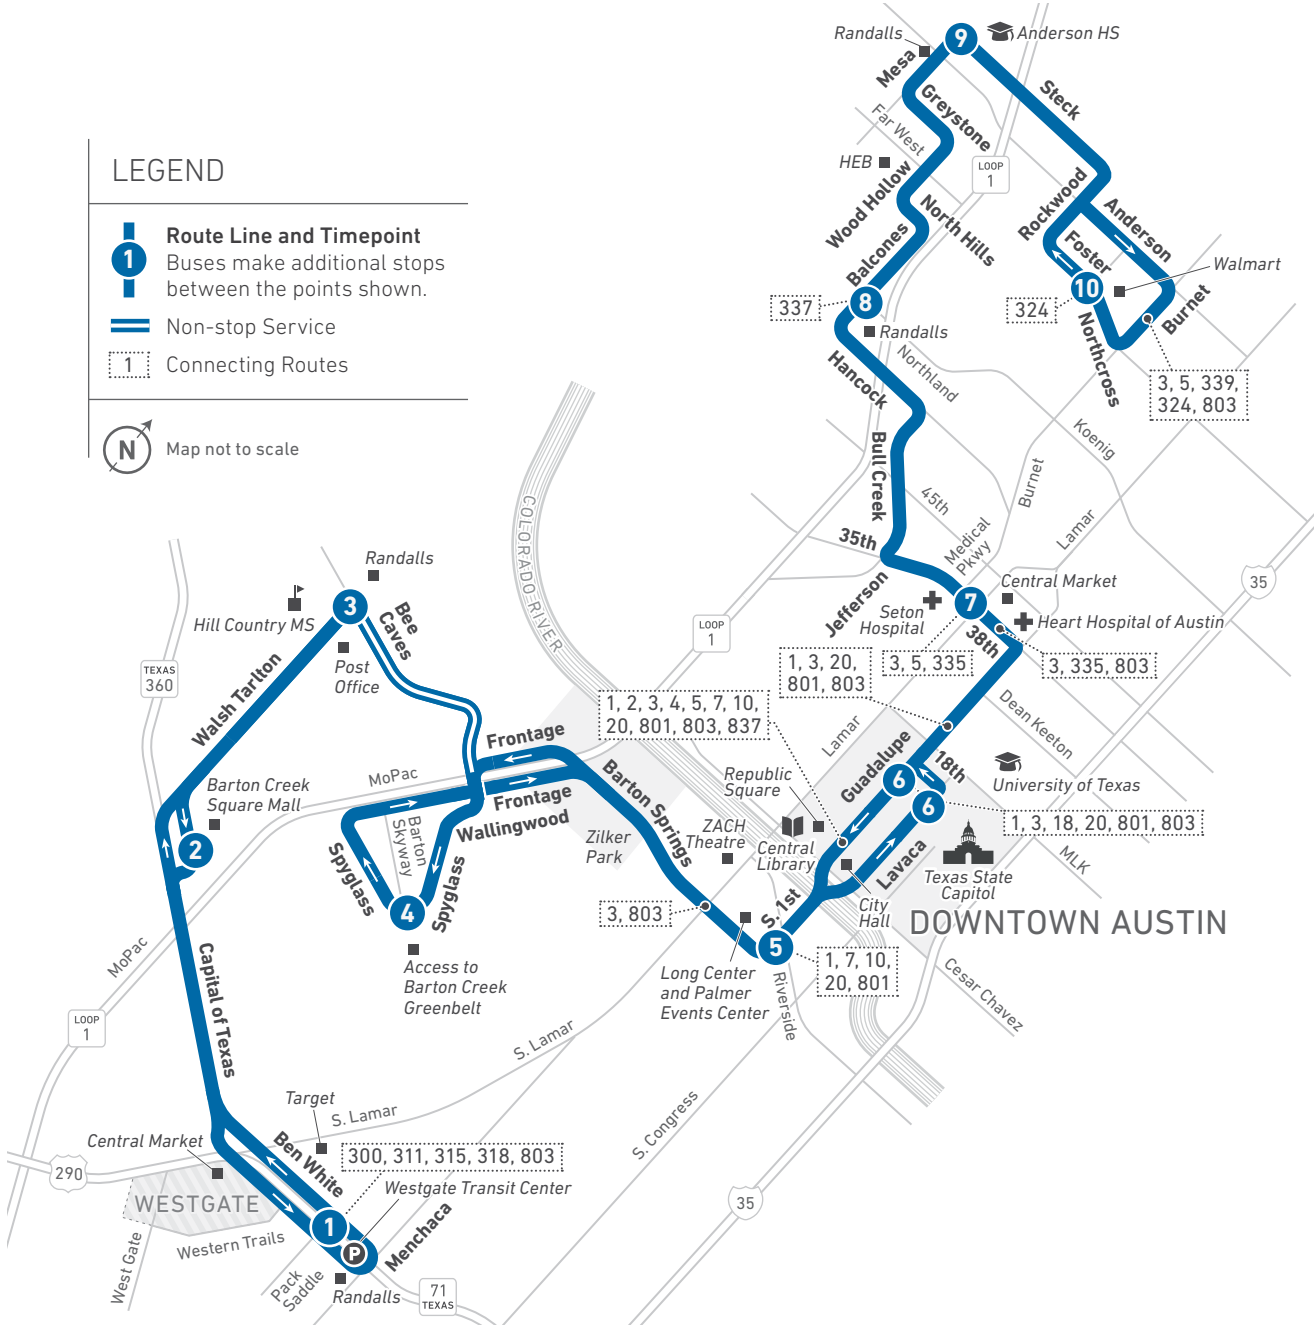 LEGEND
1
Route Line and Timepoint
Buses make additional stops
between the points shown.
Non-stop Service
1
Connecting Routes
N
Map not to scale
Randalls
9
Anderson HS
Mesa
Greystone
Steck
Far West
HEB
LOOP
1
Wood Hollow
North Hills
Rockwood
Anderson
Foster
Balcones
8
337
Randalls
10
324
Walmart
Burnet
Northcross
3, 5, 339,
324, 803
Hancock
Northland
Koenig
Bull Creek
45th
Burnet
Lamar
COLORADO RIVER
35th
Medical
Pkwy
Jefferson
Seton
Hospital
7
Central Market
Heart Hospital of Austin
35
38th
3, 5, 335
3, 335, 803
LOOP
1
1, 3, 20,
801, 803
1, 2, 3, 4, 5, 7, 10,
20, 801, 803, 837
Dean Keeton
Lamar
Guadalupe
18th
University of Texas
6
6
1, 3, 18, 20, 801, 803
Republic
Square
Central
Library
Lavaca
Texas State
Capitol
MLK
City
Hall
DOWNTOWN AUSTIN
Randalls
3
Hill Country MS
Bee
Caves
Post
Office
TEXAS
360
Walsh Tarlton
Barton Creek
Square Mall
2
MoPac
Frontage
Frontage
Wallingwood
Barton Springs
Zilker
Park
ZACH
Theatre
Barton
Skyway
Spyglass
Spyglass
4
Access to
Barton Creek
Greenbelt
3, 803
S. 1st
5
1, 7, 10,
20, 801
Long Center
and Palmer
Events Center
Riverside
Cesar Chavez
MoPac
LOOP
1
Capital of Texas
S. Lamar
S. Lamar
S. Congress
Target
Central Market
290
Ben White
300, 311, 315, 318, 803
Westgate Transit Center
WESTGATE
1
P
Menchaca
Western Trails
West Gate
Pack
Saddle
Randalls
71
TEXAS
35